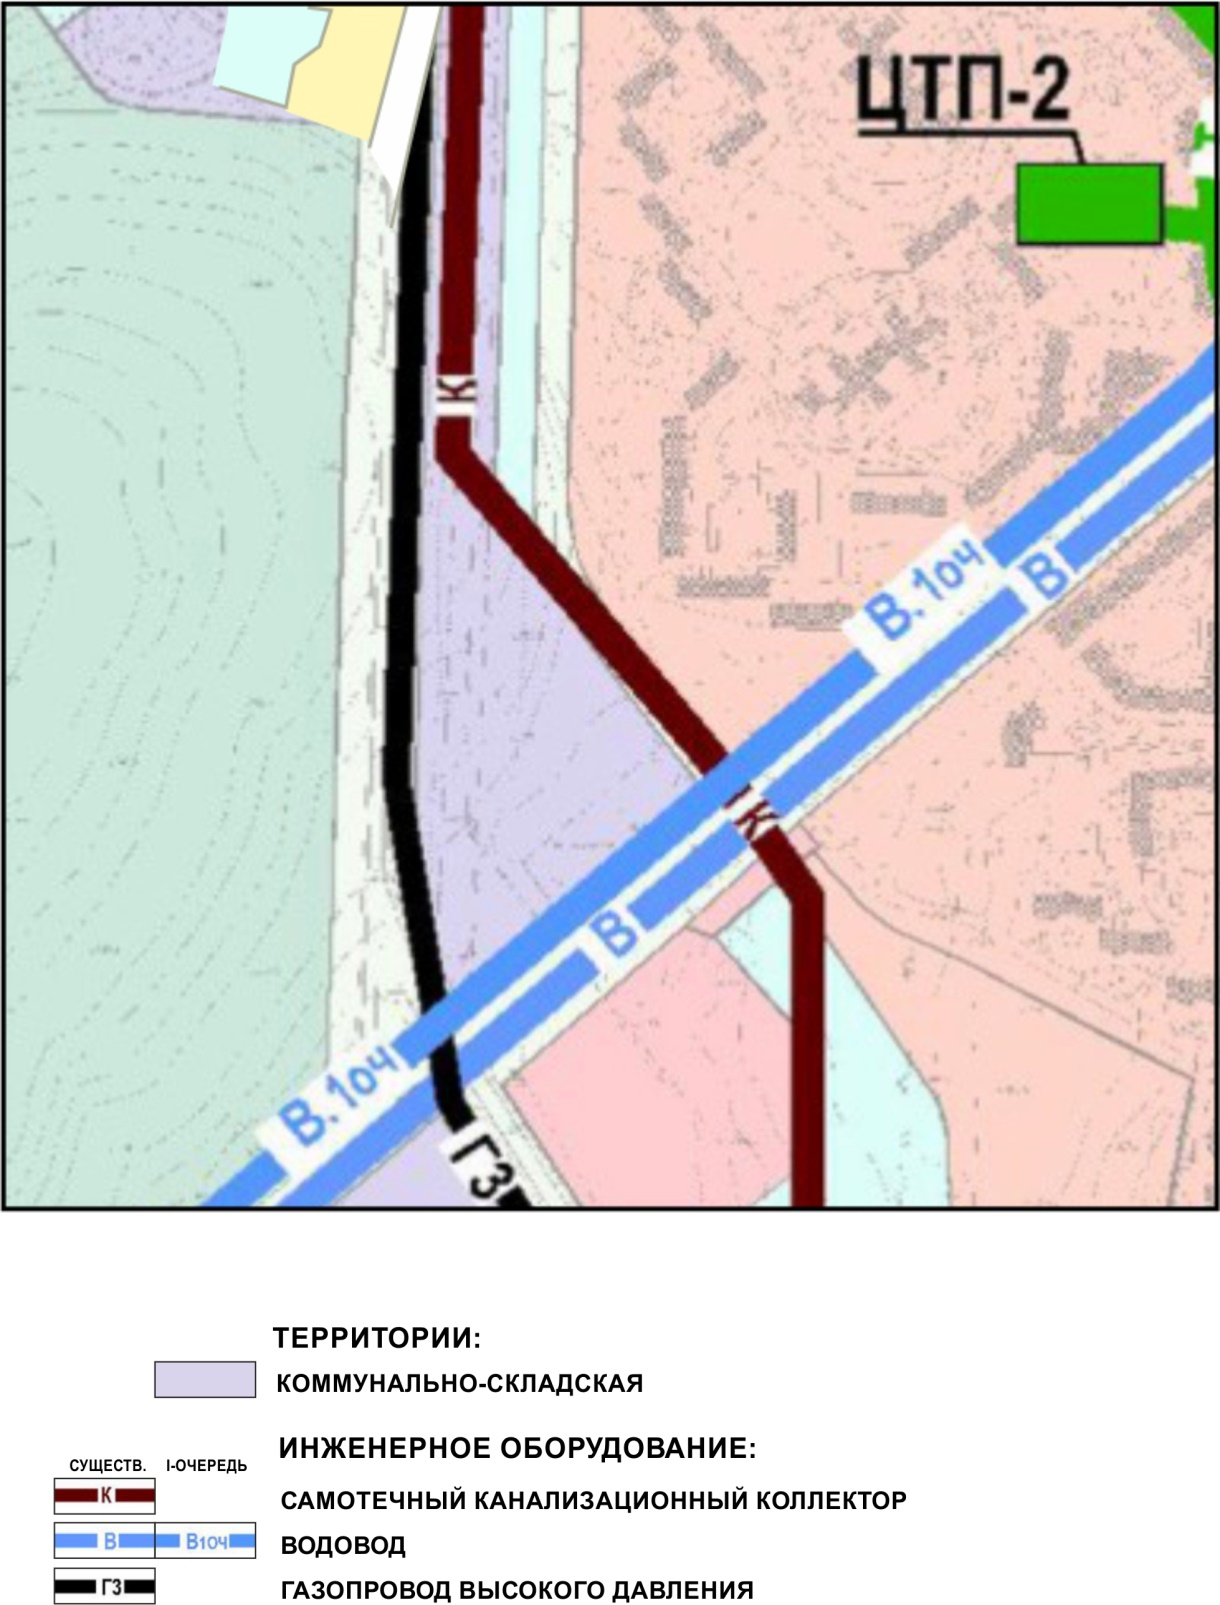 ЦТП-2
К
В.1оч
В
К
В
В.1оч
Г3
ТЕРРИТОРИИ:
КОММУНАЛЬНО-СКЛАДСКАЯ
ИНЖЕНЕРНОЕ ОБОРУДОВАНИЕ:
СУЩЕСТВ. I-ОЧЕРЕДЬ
К САМОТЕЧНЫЙ КАНАЛИЗАЦИОННЫЙ КОЛЛЕКТОР
В В1оч ВОДОВОД
Г3 ГАЗОПРОВОД ВЫСОКОГО ДАВЛЕНИЯ